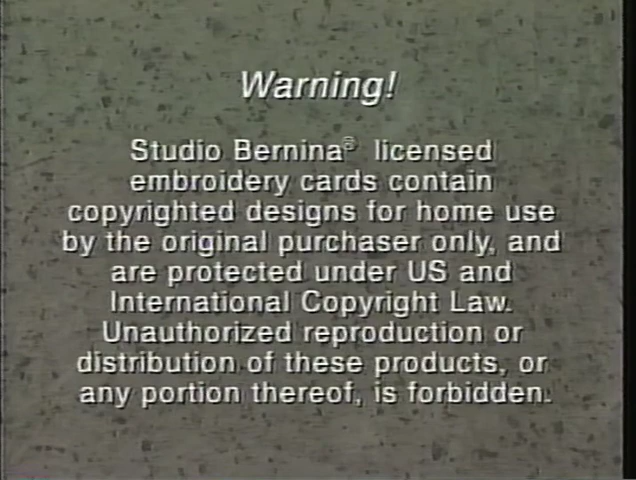 Warning!
Studio Bernina® licensed
embroidery cards contain
copyrighted designs for home use
by the original purchaser only, and
are protected under US and
International Copyright Law.
Unauthorized reproduction or
distribution of these products, or
any portion thereof, is forbidden.